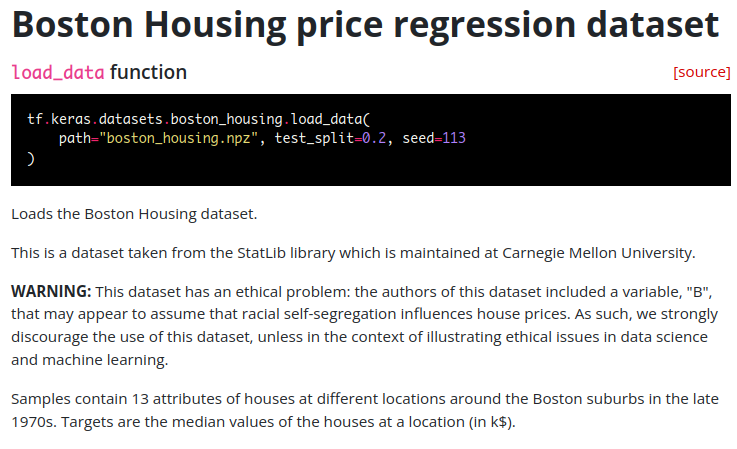 Boston Housing price regression dataset
load_data function
[source]
tf.keras.datasets.boston_housing.load_data(
    path="boston_housing.npz", test_split=0.2, seed=113
)
Loads the Boston Housing dataset.
This is a dataset taken from the StatLib library which is maintained at Carnegie Mellon University.
WARNING: This dataset has an ethical problem: the authors of this dataset included a variable, "B",
that may appear to assume that racial self-segregation influences house prices. As such, we strongly
discourage the use of this dataset, unless in the context of illustrating ethical issues in data science
and machine learning.
Samples contain 13 attributes of houses at different locations around the Boston suburbs in the late
1970s. Targets are the median values of the houses at a location (in k$).